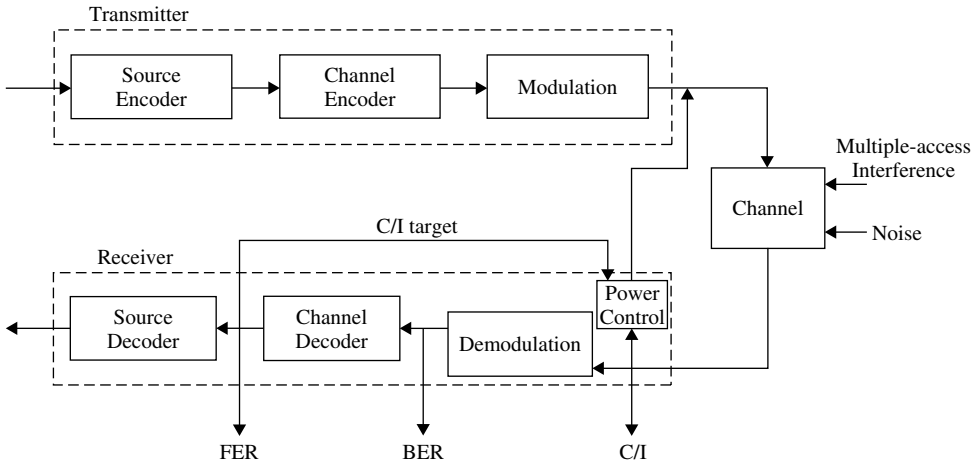 Transmitter
Source
Encoder
Channel
Encoder
Modulation
Multiple-access
Interference
Channel
Noise
C/I target
Receiver
Source
Decoder
Channel
Decoder
Demodulation
Power
Control
FER
BER
C/I